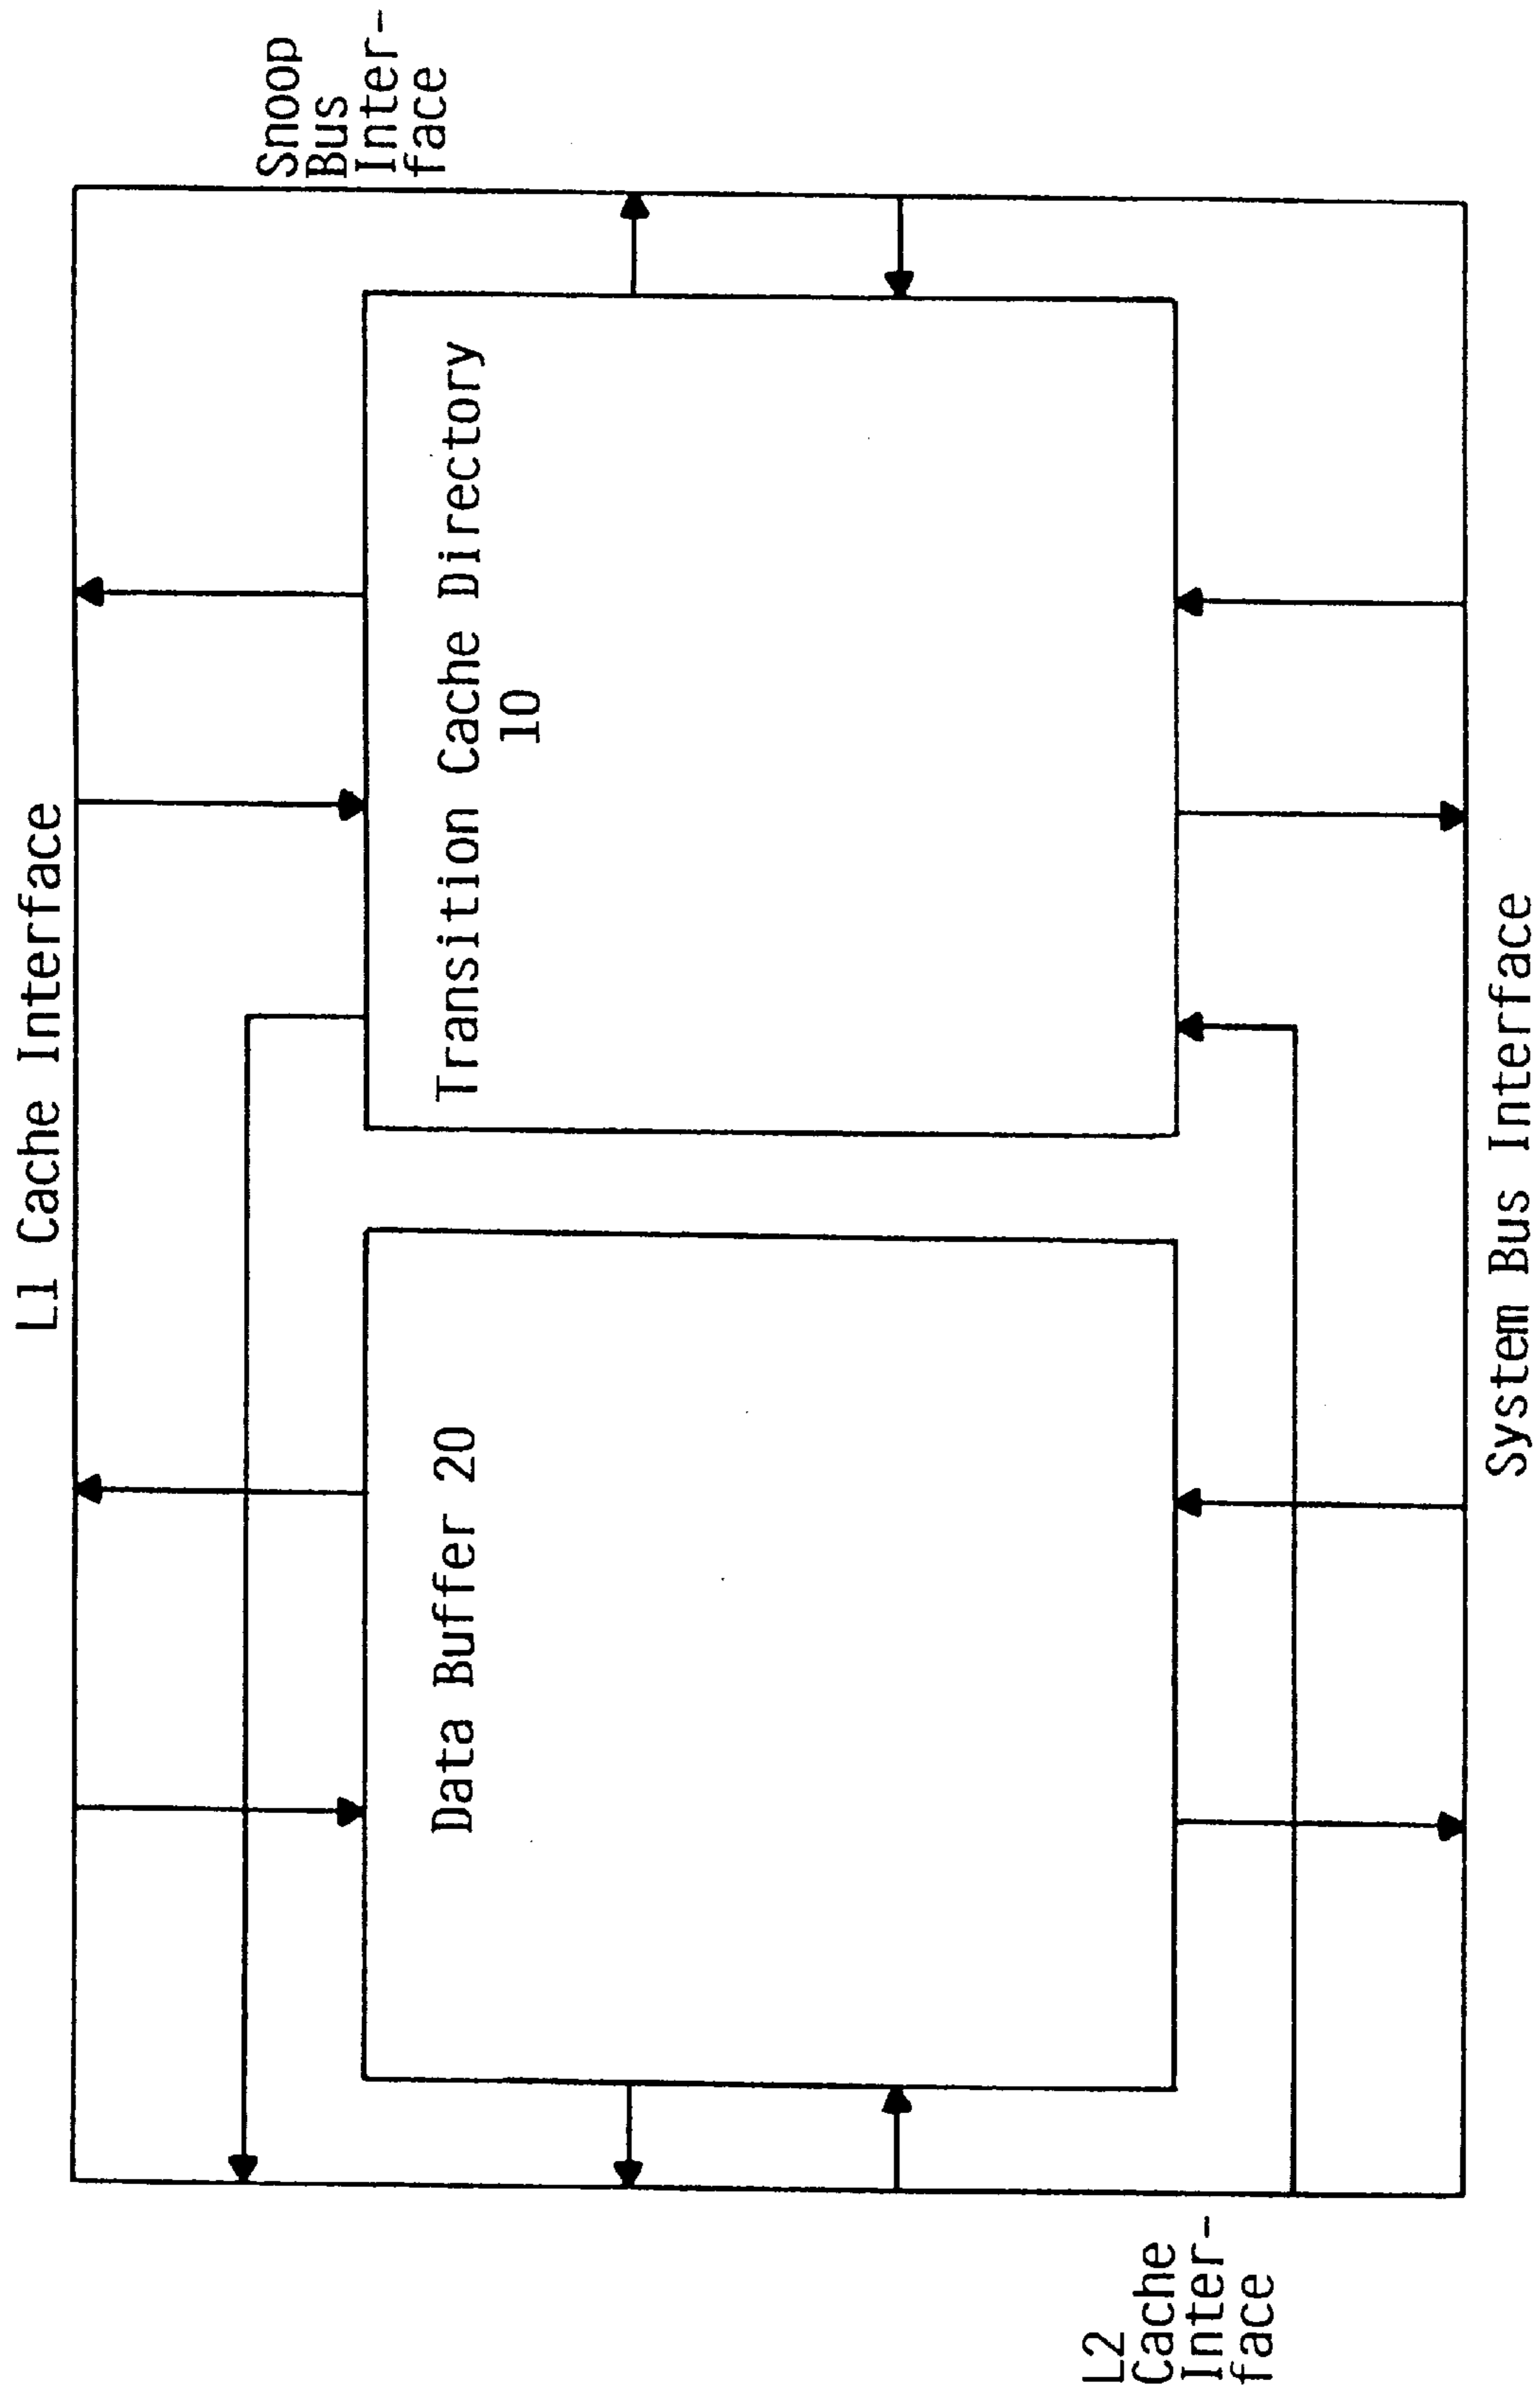 L1 Cache Interface
Snoop
Bus
Inter-
face
Data Buffer 20
Transition Cache Directory
10
L2
Cache
Inter-
face
System Bus Interface